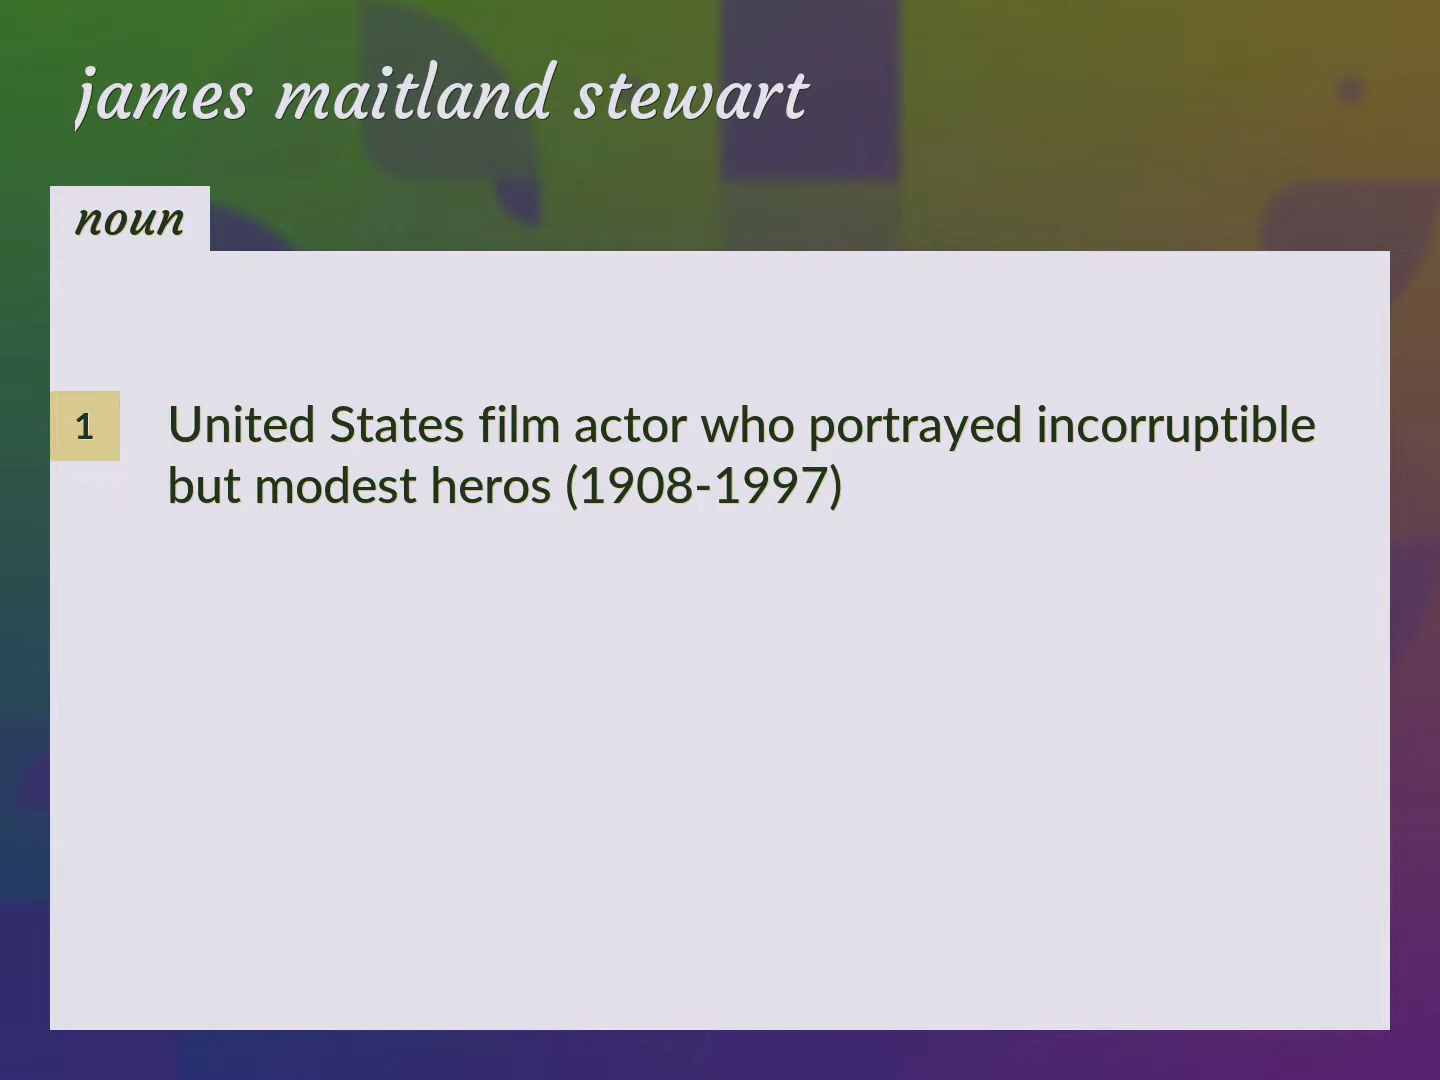 james maitland stewart
noun
1
United States film actor who portrayed incorruptible
but modest heros (1908-1997)